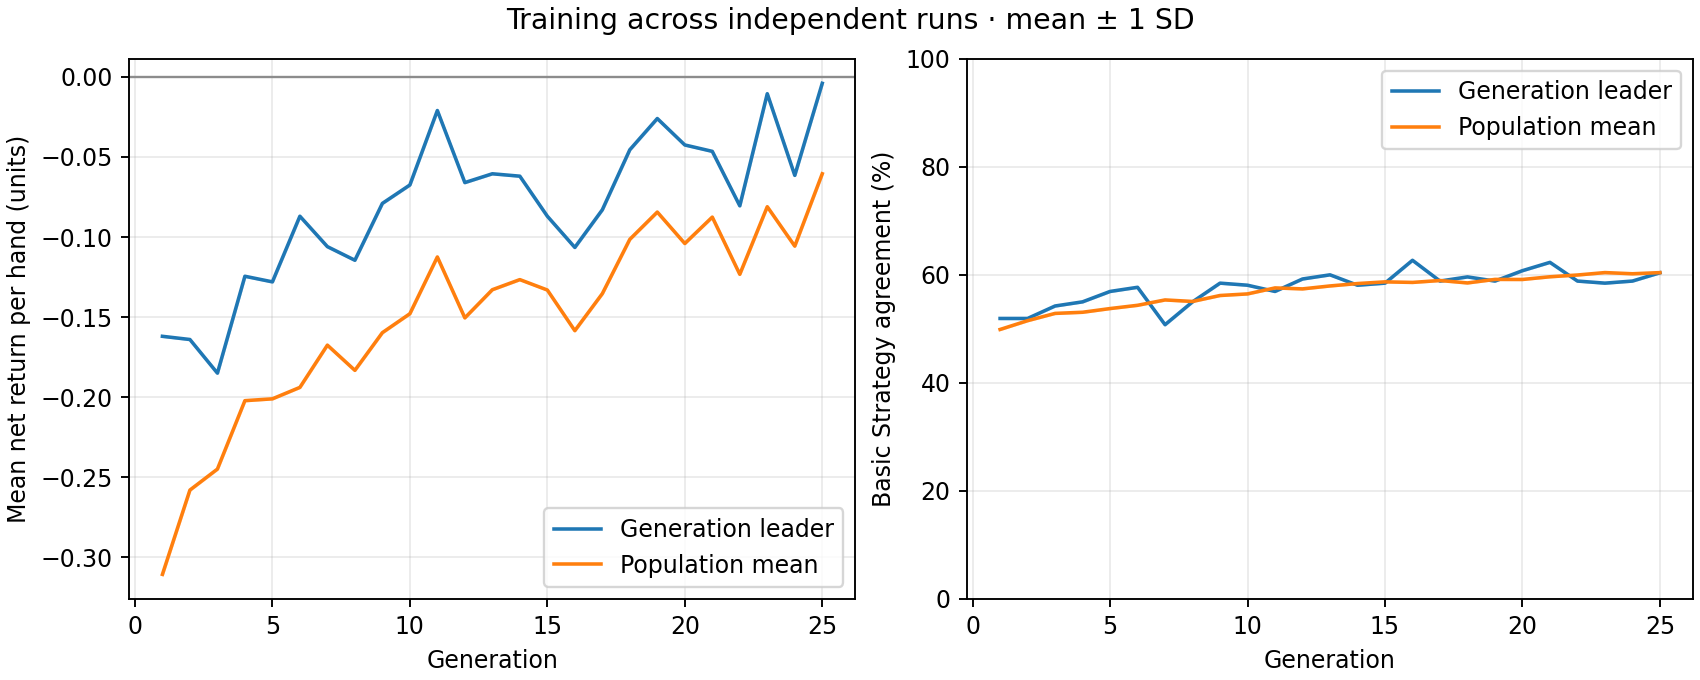 Training across independent runs · mean ± 1 SD
Mean net return per hand (units)
0.00
−0.05
−0.10
−0.15
−0.20
−0.25
−0.30
Generation leader
Population mean
0 5 10 15 20 25
Generation
Basic Strategy agreement (%)
100
80
60
40
20
0
Generation leader
Population mean
0 5 10 15 20 25
Generation